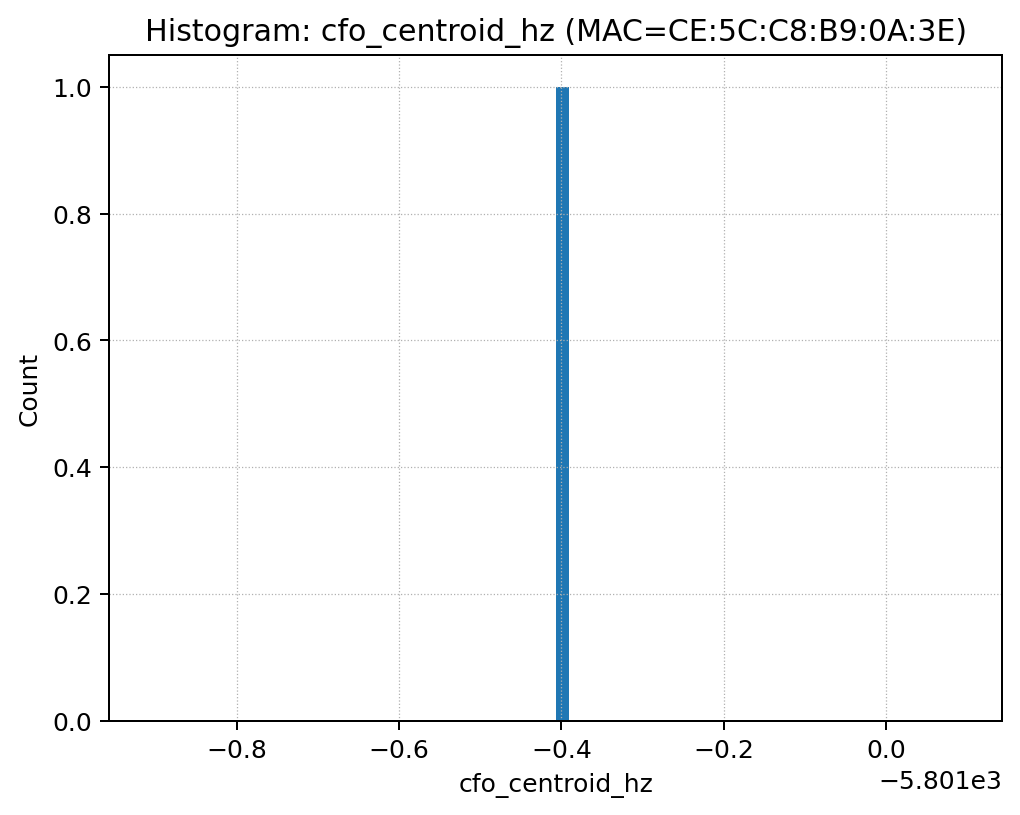 Histogram: cfo_centroid_hz (MAC=CE:5C:C8:B9:0A:3E)
1.0
0.8
0.6
0.4
0.2
0.0
Count
−0.8 −0.6 −0.4 −0.2 0.0
cfo_centroid_hz
−5.801e3